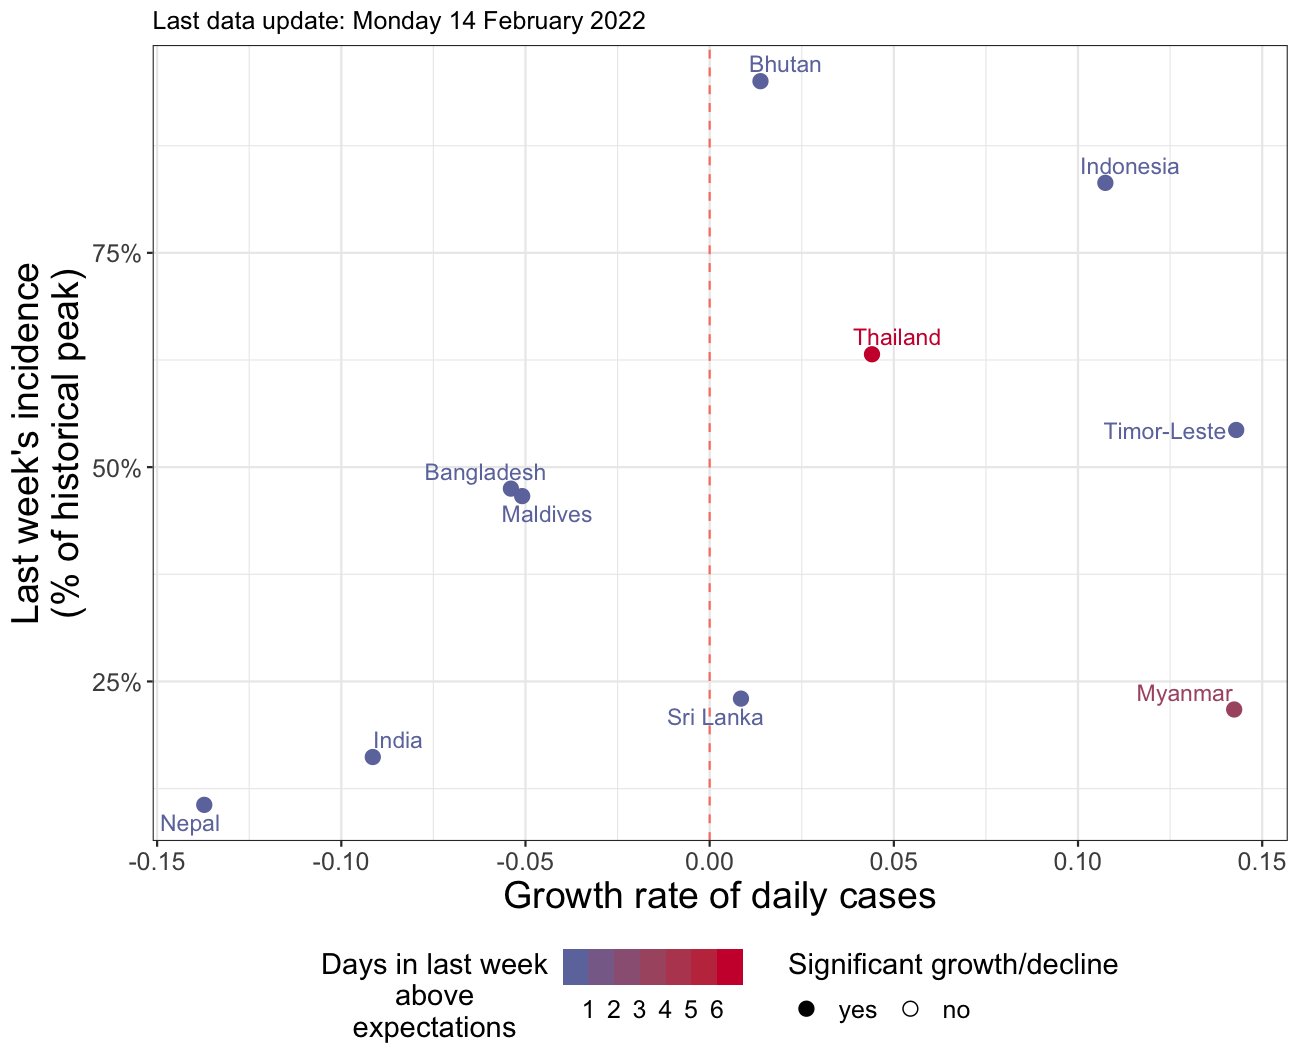 Last data update: Monday 14 February 2022
Bhutan
Indonesia
75%
Thailand
Timor-Leste
50%
Bangladesh
Maldives
25%
Myanmar
Sri Lanka
India
Nepal
Last week's incidence
(% of historical peak)
-0.15 -0.10 -0.05 0.00 0.05 0.10 0.15
Growth rate of daily cases
Days in last week
above
expectations
1 2 3 4 5 6
Significant growth/decline
yes no